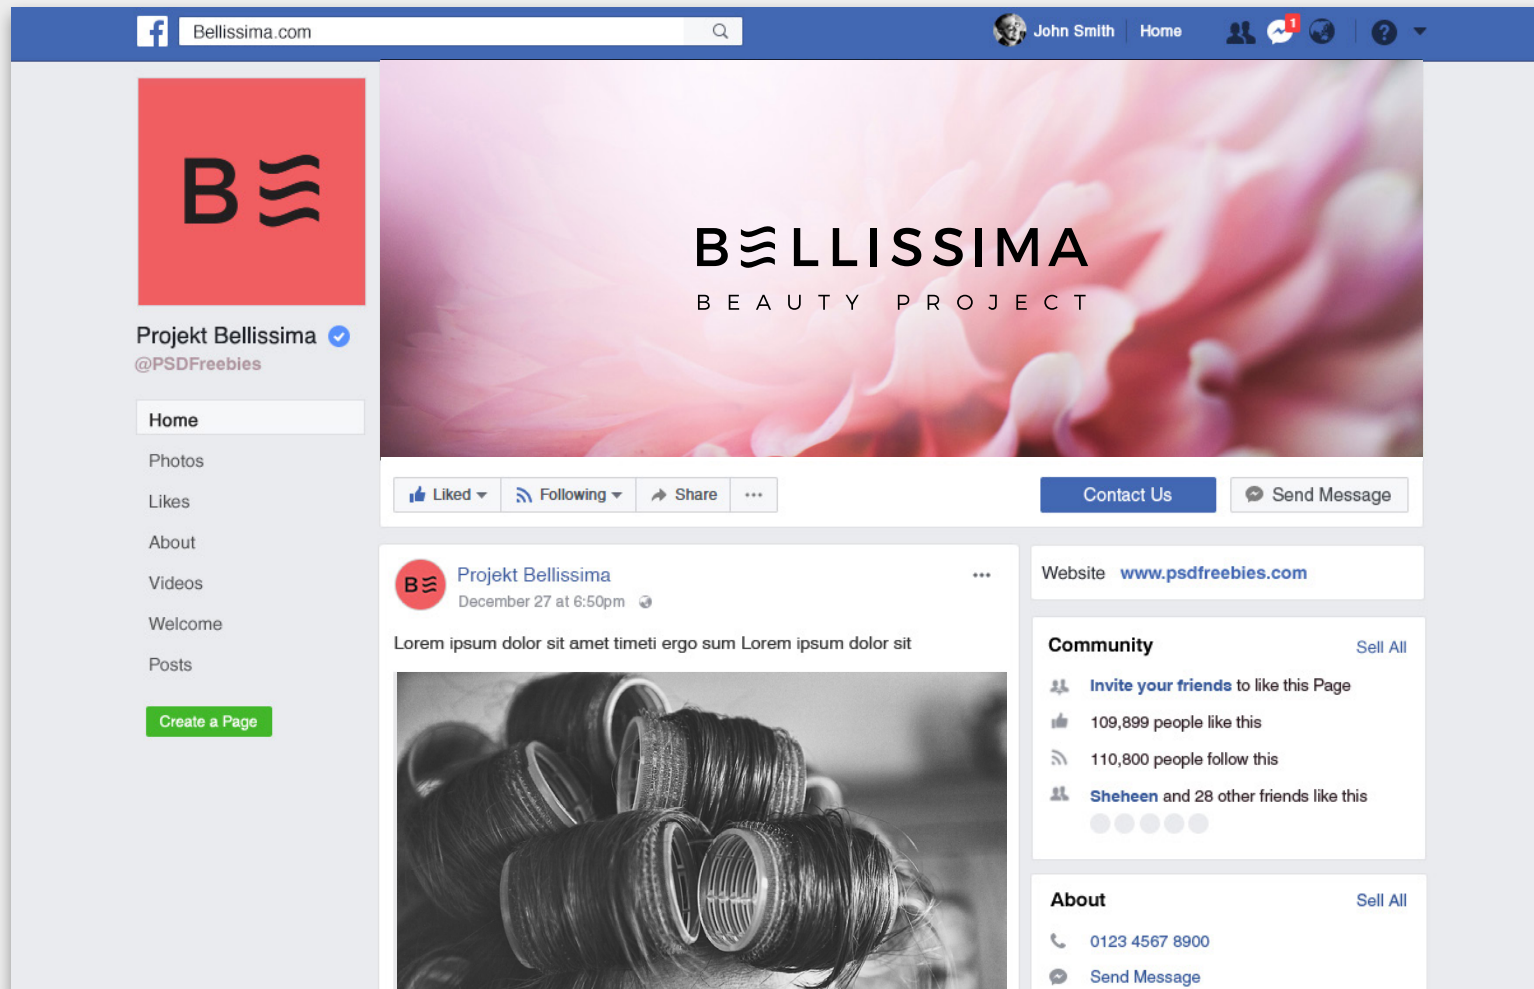 Bellissima.com
John Smith
Home
1
?
BELLISSIMA
BEAUTY PROJECT
Projekt Bellissima
@PSDFreebies
Home
Photos
Likes
About
Videos
Welcome
Posts
Create a Page
Liked
Following
Share
Contact Us
Send Message
Projekt Bellissima
December 27 at 6:50pm
Lorem ipsum dolor sit amet timeti ergo sum Lorem ipsum dolor sit
Website www.psdfreebies.com
Community
Sell All
Invite your friends to like this Page
109,899 people like this
110,800 people follow this
Sheheen and 28 other friends like this
About
Sell All
0123 4567 8900
Send Message